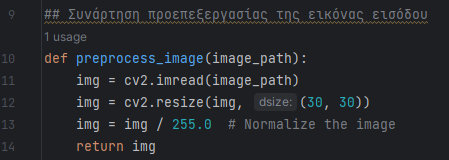 9 ## Συνάρτηση προεπεξεργασίας της εικόνας εισόδου
1 usage
10 def preprocess_image(image_path):
11 img = cv2.imread(image_path)
12 img = cv2.resize(img, dsize: (30, 30))
13 img = img / 255.0 # Normalize the image
14 return img